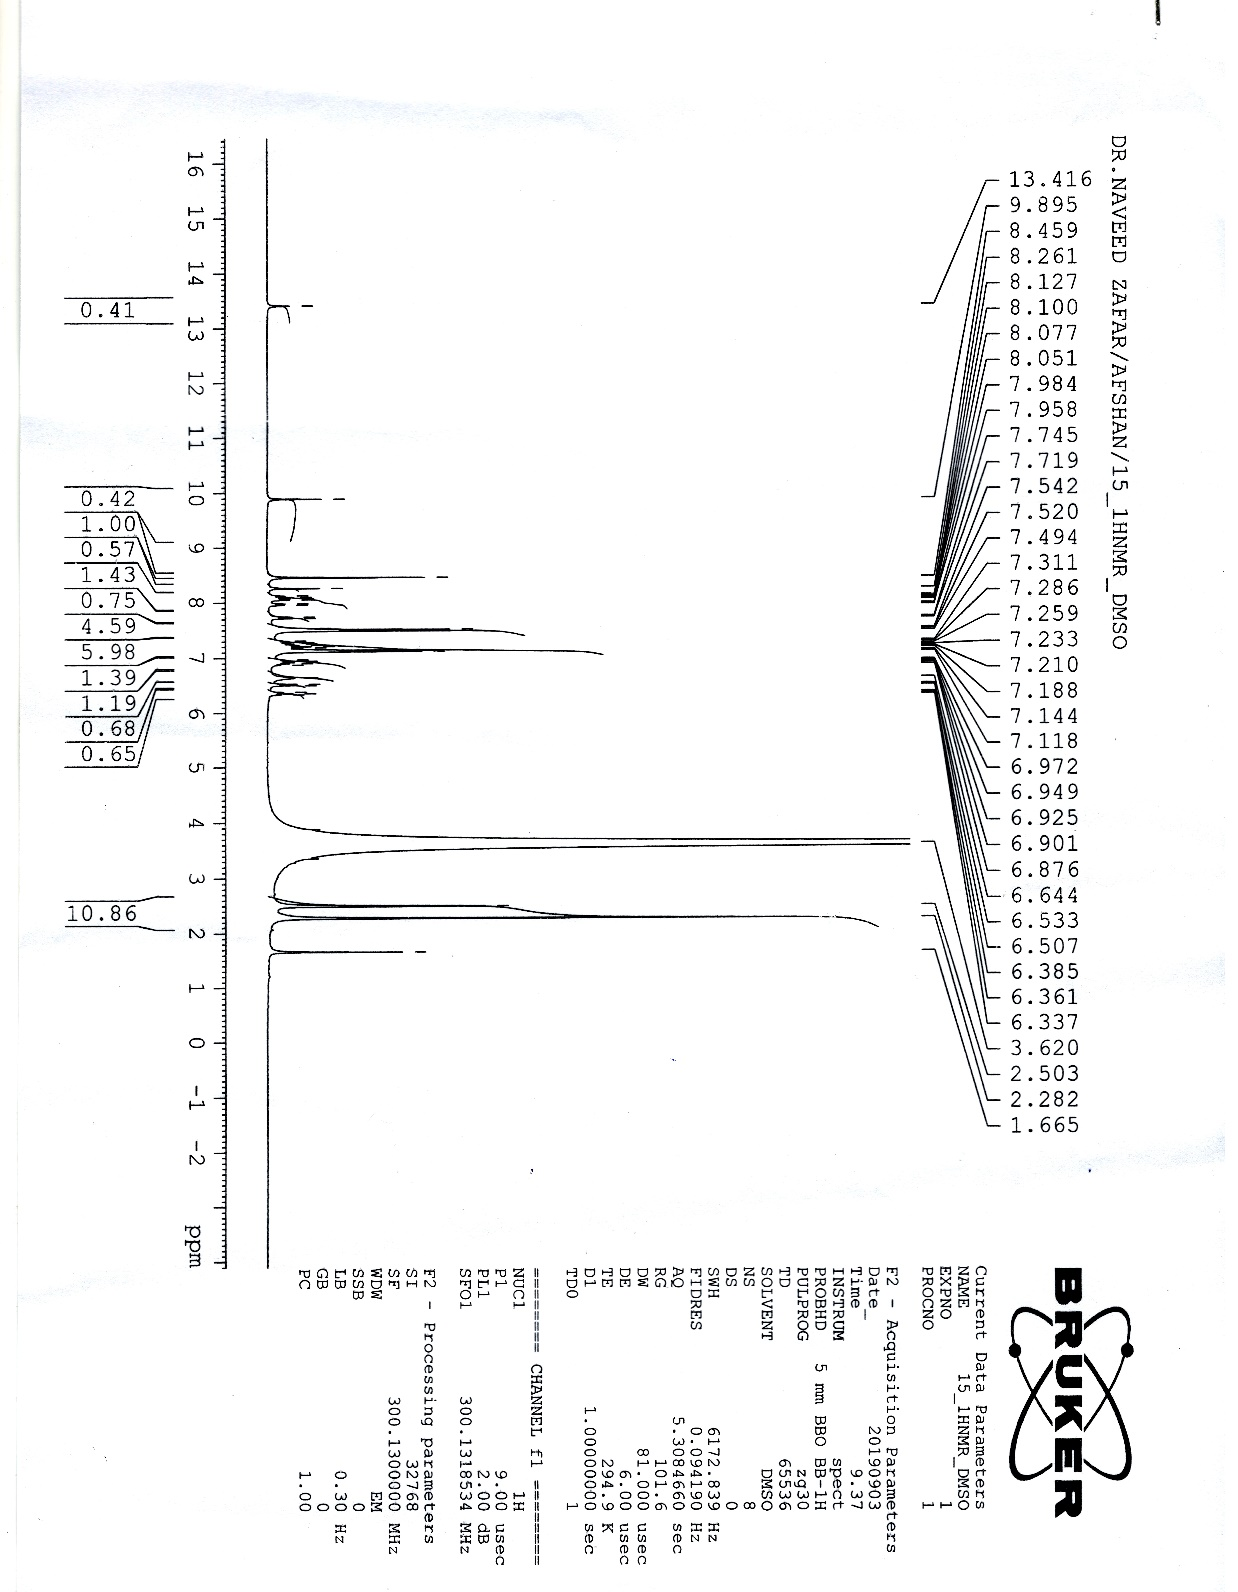 DR.NAVEED ZAFAR/AFSHAN/15_1HNMR_DMSO
13.416
9.895
8.459
8.261
8.127
8.100
8.077
8.051
7.984
7.958
7.745
7.719
7.542
7.520
7.494
7.311
7.286
7.259
7.233
7.210
7.188
7.144
7.118
6.972
6.949
6.925
6.901
6.876
6.644
6.533
6.507
6.385
6.361
6.337
3.620
2.503
2.282
1.665
16 15 14 13 12 11 10 9 8 7 6 5 4 3 2 1 0 -1 -2 ppm
0.41
0.42
1.00
0.57
1.43
0.75
4.59
5.98
1.39
1.19
0.68
0.65
10.86
BRUKER
Current Data Parameters
NAME 15_1HNMR_DMSO
EXPNO 1
PROCNO 1
F2 - Acquisition Parameters
Date_ 20190903
Time 9.37
INSTRUM spect
PROBHD 5 mm BBO BB-1H
PULPROG zg30
TD 65536
SOLVENT DMSO
NS 8
DS 0
SWH 6172.839 Hz
FIDRES 0.094190 Hz
AQ 5.3084660 sec
RG 101.6
DW 81.000 usec
DE 6.00 usec
TE 294.9 K
D1 1.00000000 sec
TD0 1
======== CHANNEL f1 ========
NUC1 1H
P1 9.00 usec
PL1 2.00 dB
SFO1 300.1318534 MHz
F2 - Processing parameters
SI 32768
SF 300.1300000 MHz
WDW EM
SSB 0
LB 0.30 Hz
GB 0
PC 1.00